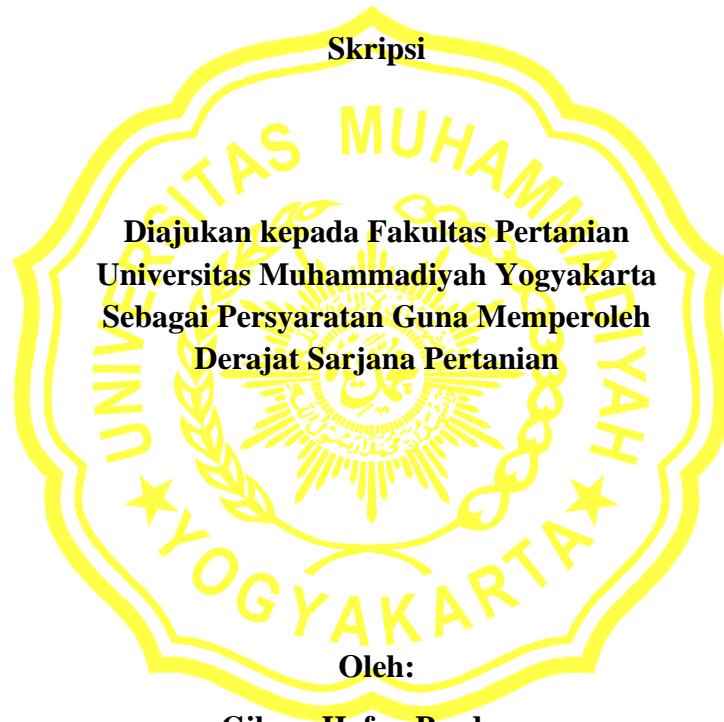 Skripsi
UNIVERSITAS MUHAMMADIYAH
Diajukan kepada Fakultas Pertanian
Universitas Muhammadiyah Yogyakarta
Sebagai Persyaratan Guna Memperoleh
Derajat Sarjana Pertanian
★ YOGYAKARTA ★
Oleh: